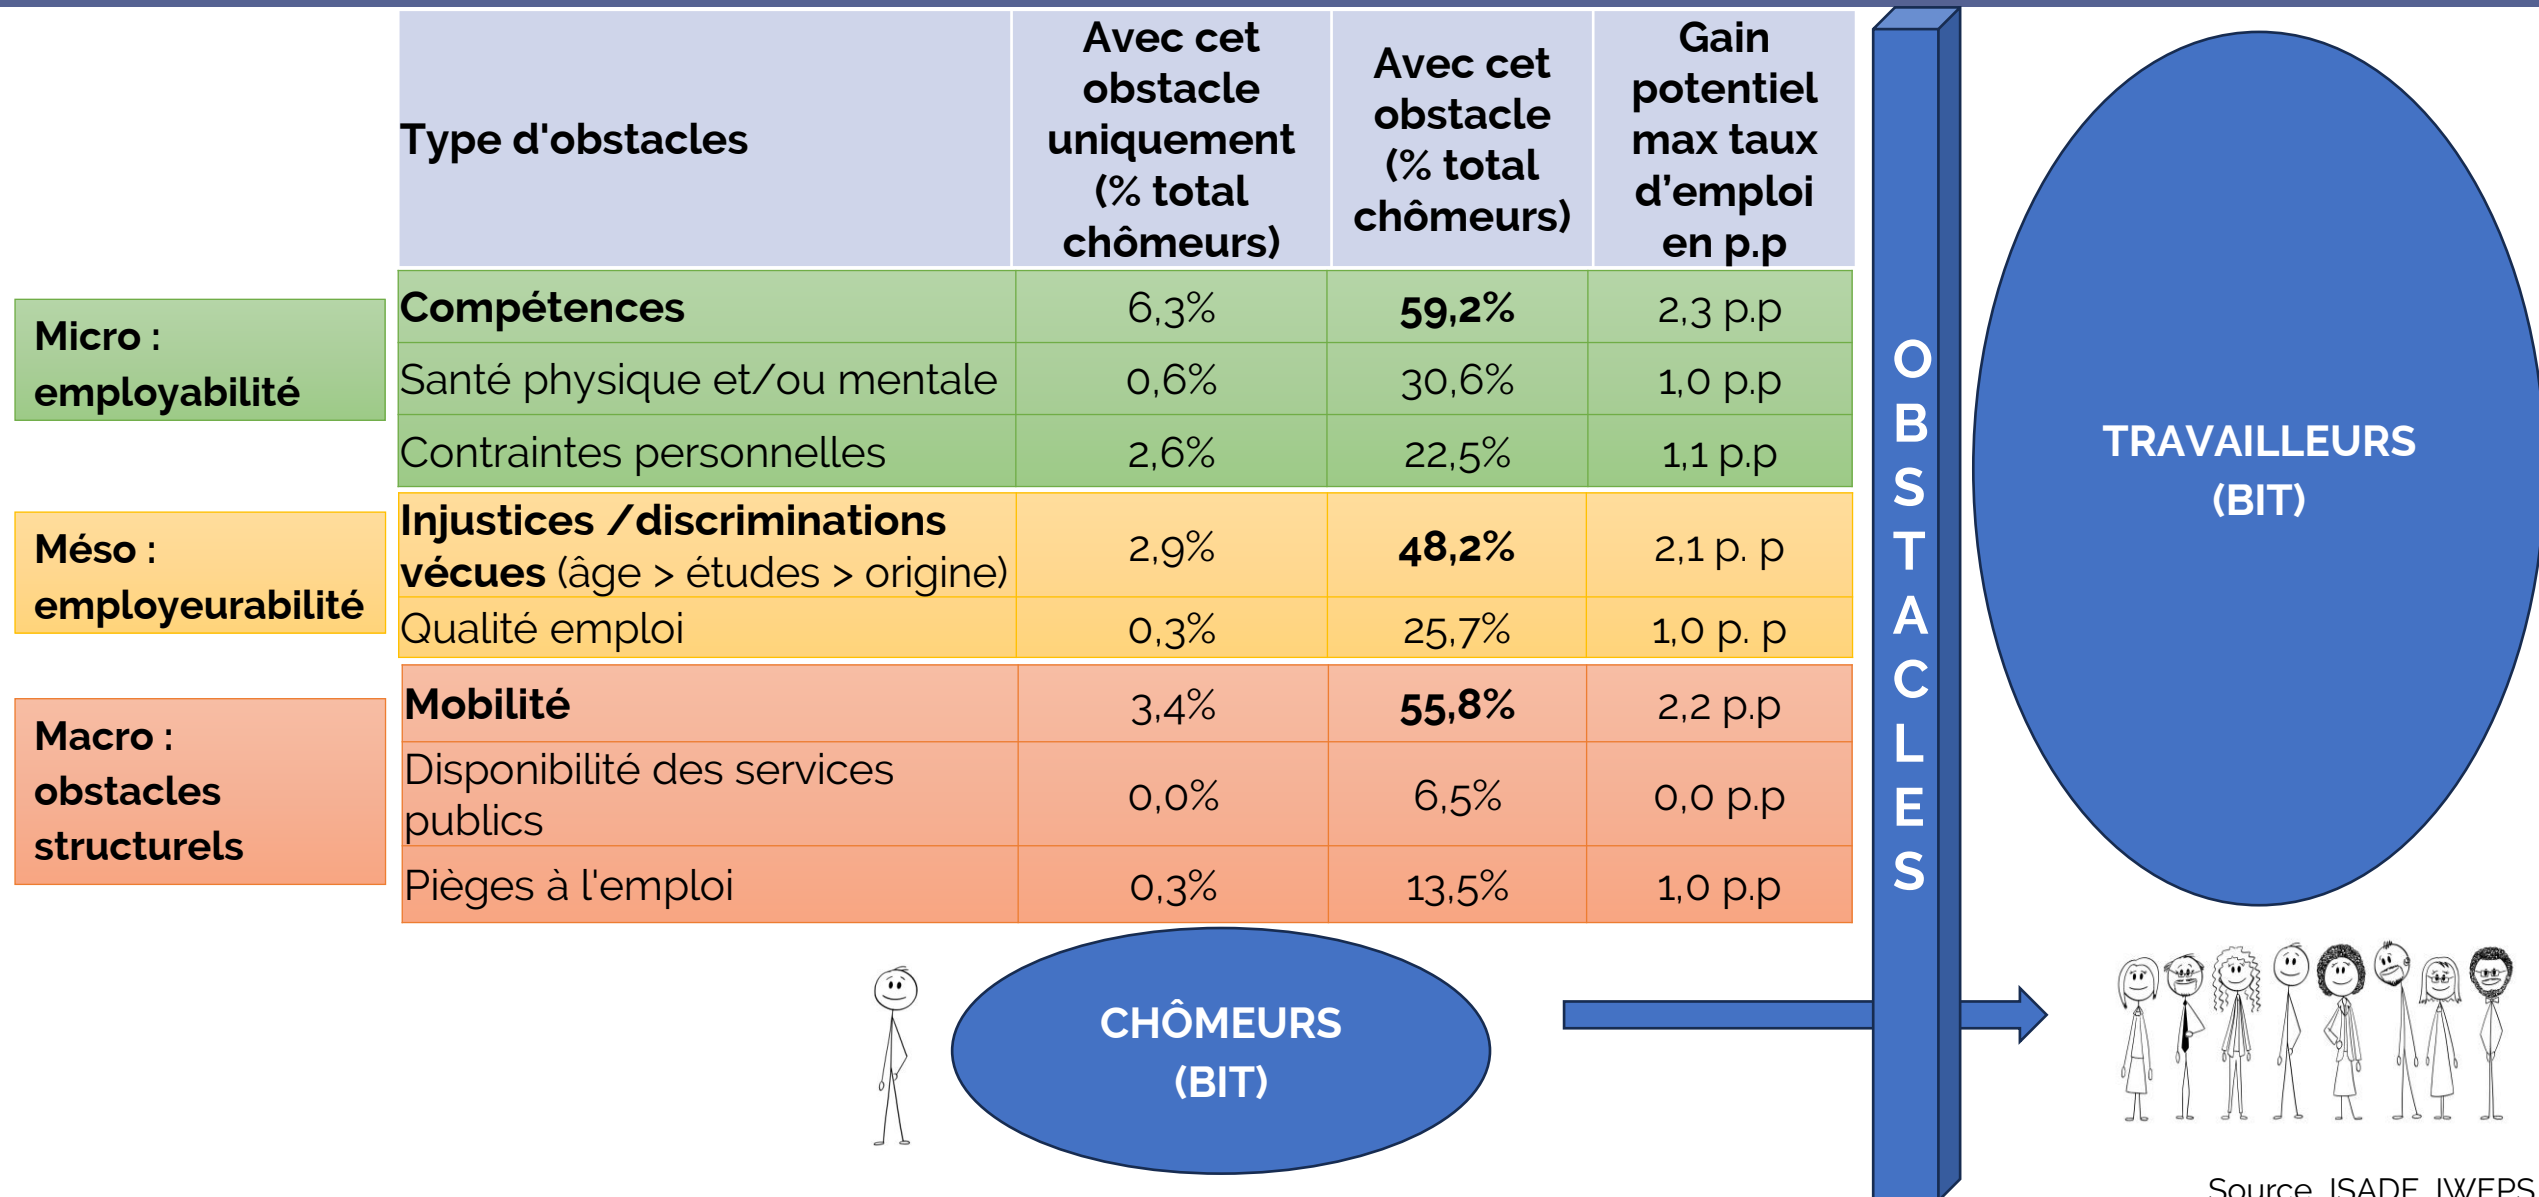 Type d'obstacles
Avec cet
obstacle
uniquement
(% total
chômeurs)
Avec cet
obstacle
(% total
chômeurs)
Gain
potentiel
max taux
d’emploi
en p.p
Micro :
employabilité
Compétences 6,3% 59,2% 2,3 p.p
Santé physique et/ou mentale 0,6% 30,6% 1,0 p.p
Contraintes personnelles 2,6% 22,5% 1,1 p.p
Méso :
employeurabilité
Injustices /discriminations
vécues (âge > études > origine)
2,9% 48,2% 2,1 p. p
Qualité emploi 0,3% 25,7% 1,0 p. p
Macro :
obstacles
structurels
Mobilité 3,4% 55,8% 2,2 p.p
Disponibilité des services
publics
0,0% 6,5% 0,0 p.p
Pièges à l'emploi 0,3% 13,5% 1,0 p.p
O
B
S
T
A
C
L
E
S
TRAVAILLEURS
(BIT)
CHÔMEURS
(BIT)
Source ISADE, IWEPS